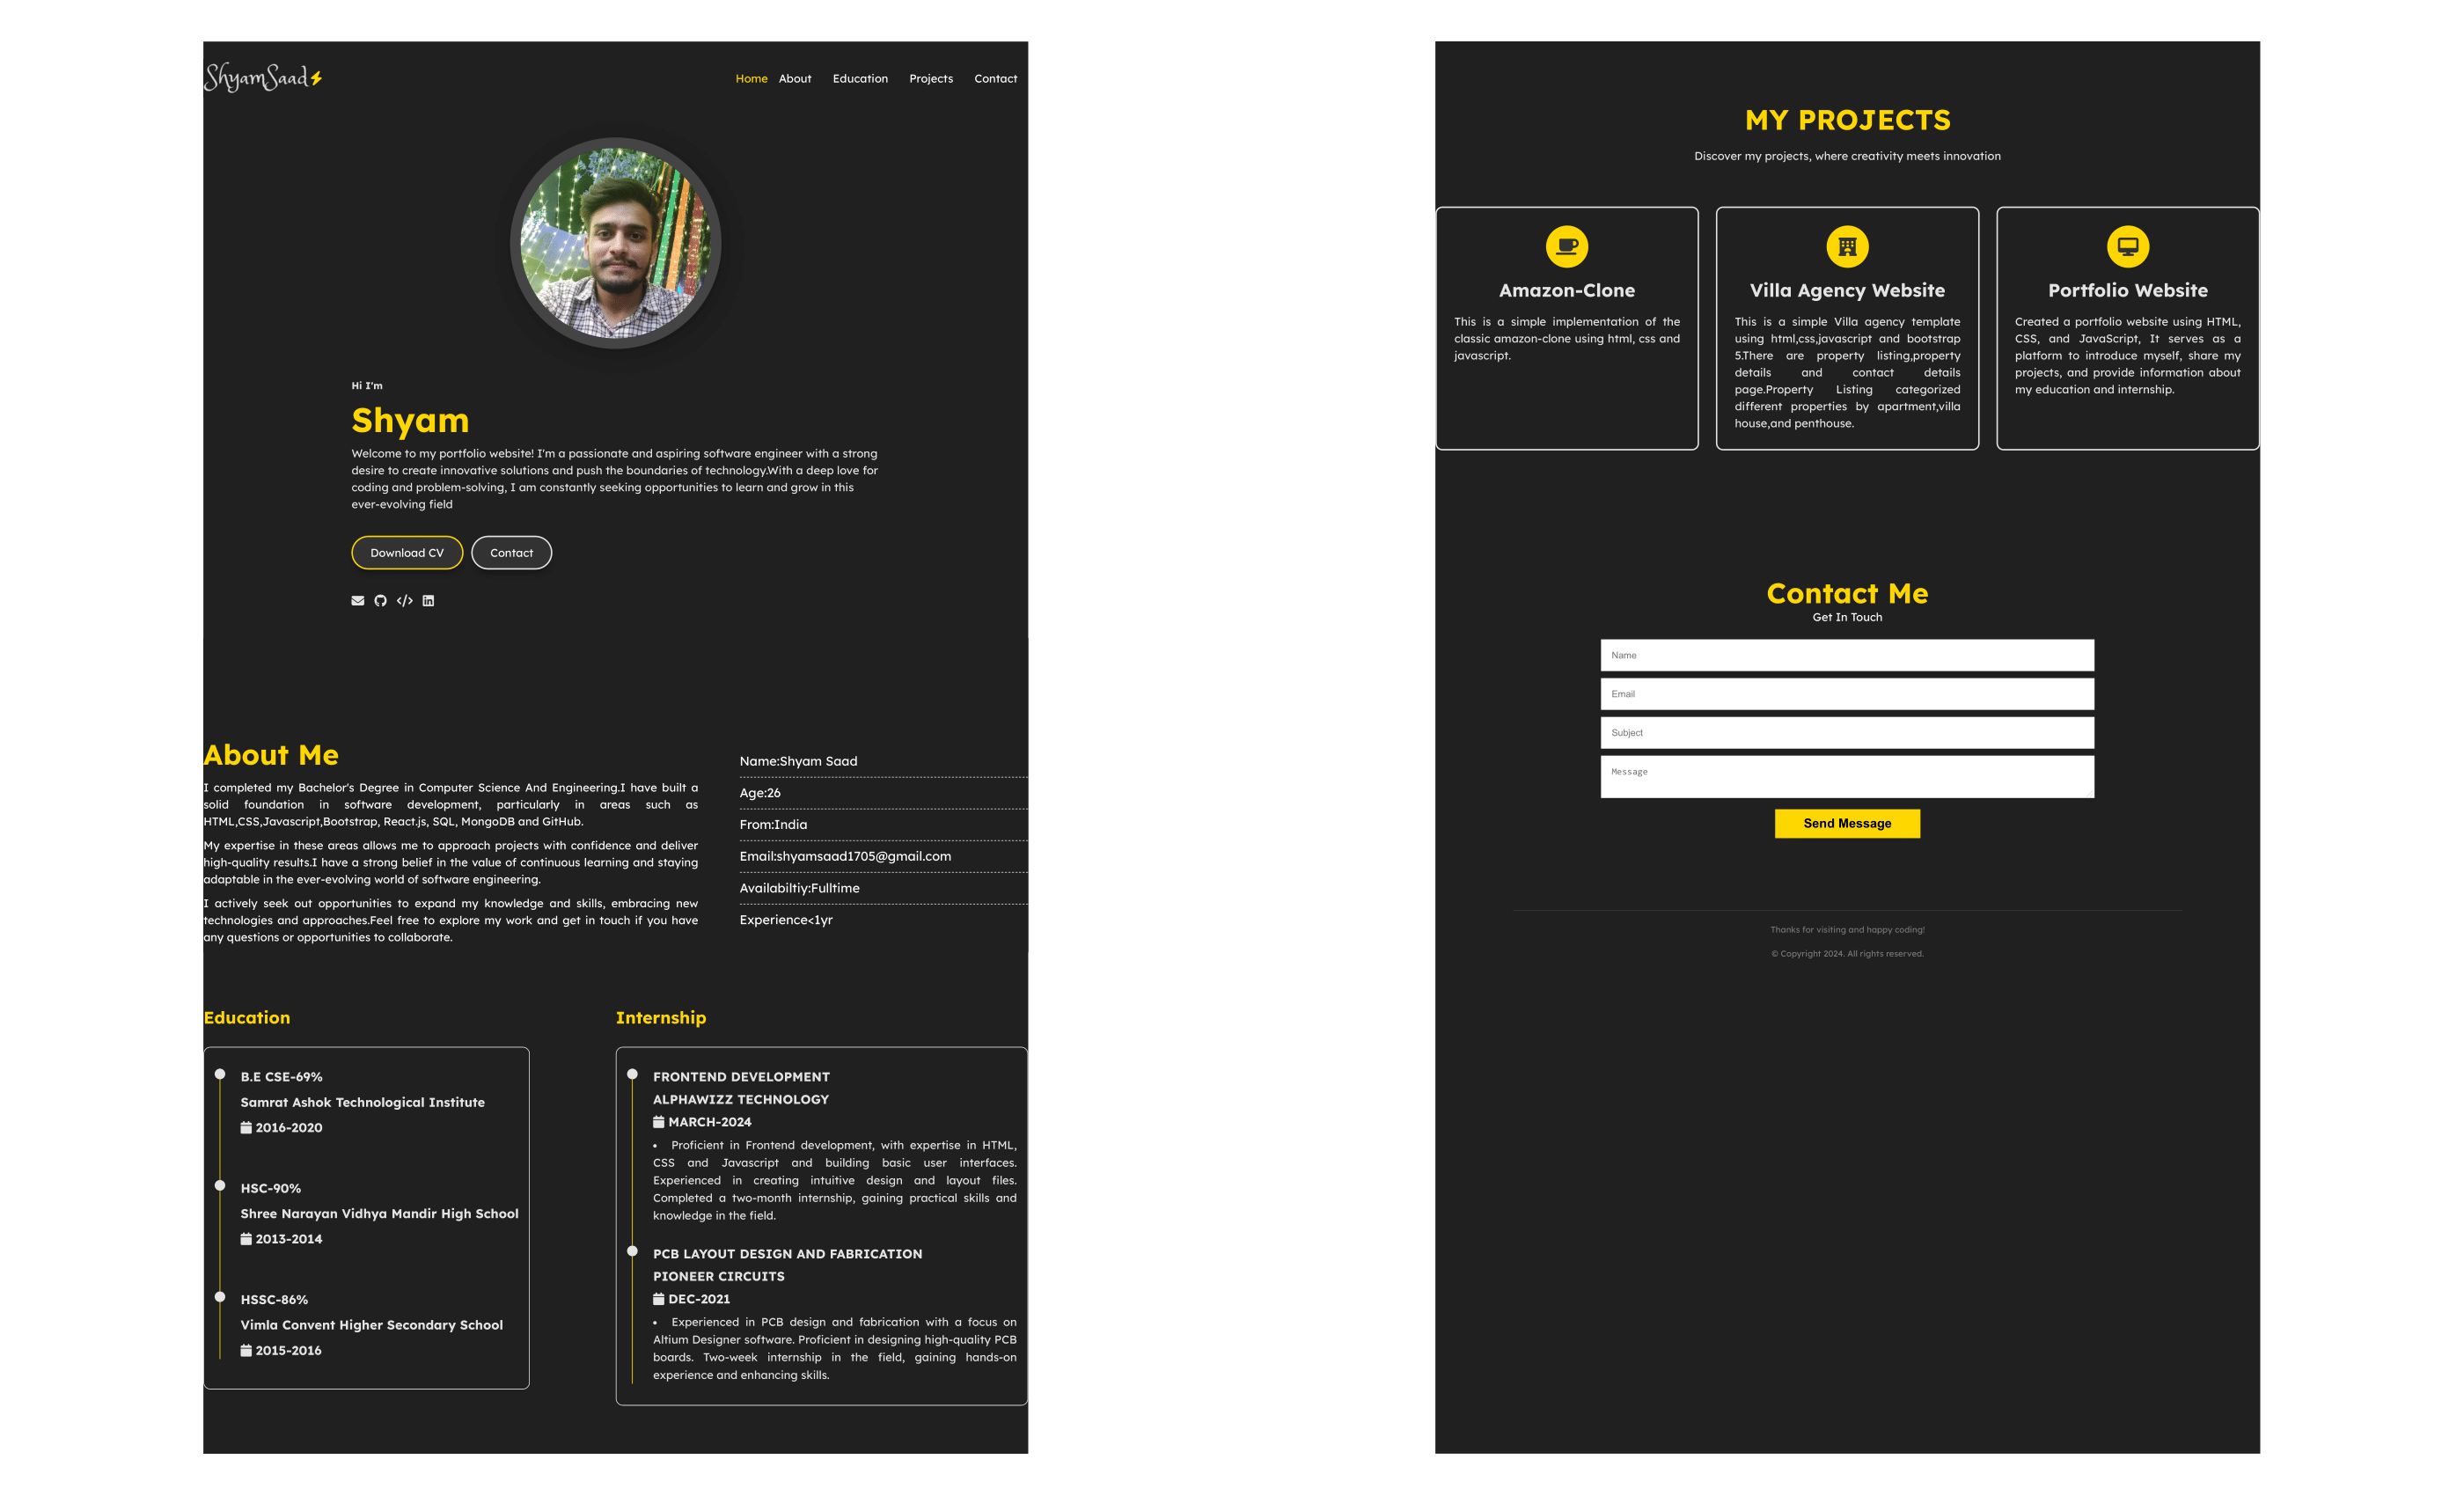 ShyamSaad
Home About Education Projects Contact
Hi I'm
Shyam
Welcome to my portfolio website! I'm a passionate and aspiring software engineer with a strong
desire to create innovative solutions and push the boundaries of technology.With a deep love for
coding and problem-solving, I am constantly seeking opportunities to learn and grow in this
ever-evolving field
Download CV Contact
About Me
I completed my Bachelor's Degree in Computer Science And Engineering.I have built a
solid foundation in software development, particularly in areas such as
HTML,CSS,Javascript,Bootstrap, React.js, SQL, MongoDB and GitHub.
My expertise in these areas allows me to approach projects with confidence and deliver
high-quality results.I have a strong belief in the value of continuous learning and staying
adaptable in the ever-evolving world of software engineering.
I actively seek out opportunities to expand my knowledge and skills, embracing new
technologies and approaches.Feel free to explore my work and get in touch if you have
any questions or opportunities to collaborate.
Name:Shyam Saad
Age:26
From:India
Email:shyamsaad1705@gmail.com
Availabiltiy:Fulltime
Experience<1yr
Education
B.E CSE-69%
Samrat Ashok Technological Institute
2016-2020
HSC-90%
Shree Narayan Vidhya Mandir High School
2013-2014
HSSC-86%
Vimla Convent Higher Secondary School
2015-2016
Internship
FRONTEND DEVELOPMENT
ALPHAWIZZ TECHNOLOGY
MARCH-2024
• Proficient in Frontend development, with expertise in HTML,
CSS and Javascript and building basic user interfaces.
Experienced in creating intuitive design and layout files.
Completed a two-month internship, gaining practical skills and
knowledge in the field.
PCB LAYOUT DESIGN AND FABRICATION
PIONEER CIRCUITS
DEC-2021
• Experienced in PCB design and fabrication with a focus on
Altium Designer software. Proficient in designing high-quality PCB
boards. Two-week internship in the field, gaining hands-on
experience and enhancing skills.
MY PROJECTS
Discover my projects, where creativity meets innovation
Amazon-Clone
This is a simple implementation of the
classic amazon-clone using html, css and
javascript.
Villa Agency Website
This is a simple Villa agency template
using html,css,javascript and bootstrap
5.There are property listing,property
details and contact details
page.Property Listing categorized
different properties by apartment,villa
house,and penthouse.
Portfolio Website
Created a portfolio website using HTML,
CSS, and JavaScript, It serves as a
platform to introduce myself, share my
projects, and provide information about
my education and internship.
Contact Me
Get In Touch
Name
Email
Subject
Message
Send Message
Thanks for visiting and happy coding!
© Copyright 2024. All rights reserved.